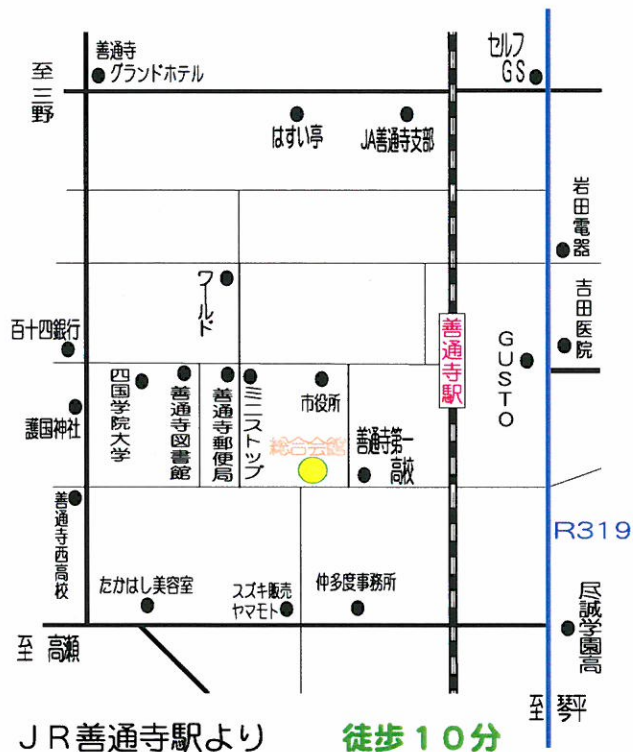 善通寺
グランドホテル
セルフ
GS
至三野
はすい亭
JA善通寺支部
岩田電器
ワールド
吉田医院
百十四銀行
善通寺駅
GUSTO
四国学院大学
善通寺図書館
善通寺郵便局
ミニストップ
市役所
護国神社
総合会館
善通寺第一
高校
善通寺西高校
R319
たかはし美容室
スズキ販売
ヤマモト
仲多度事務所
尽誠学園高
至 高瀬
至 琴平
JR善通寺駅より 徒歩10分